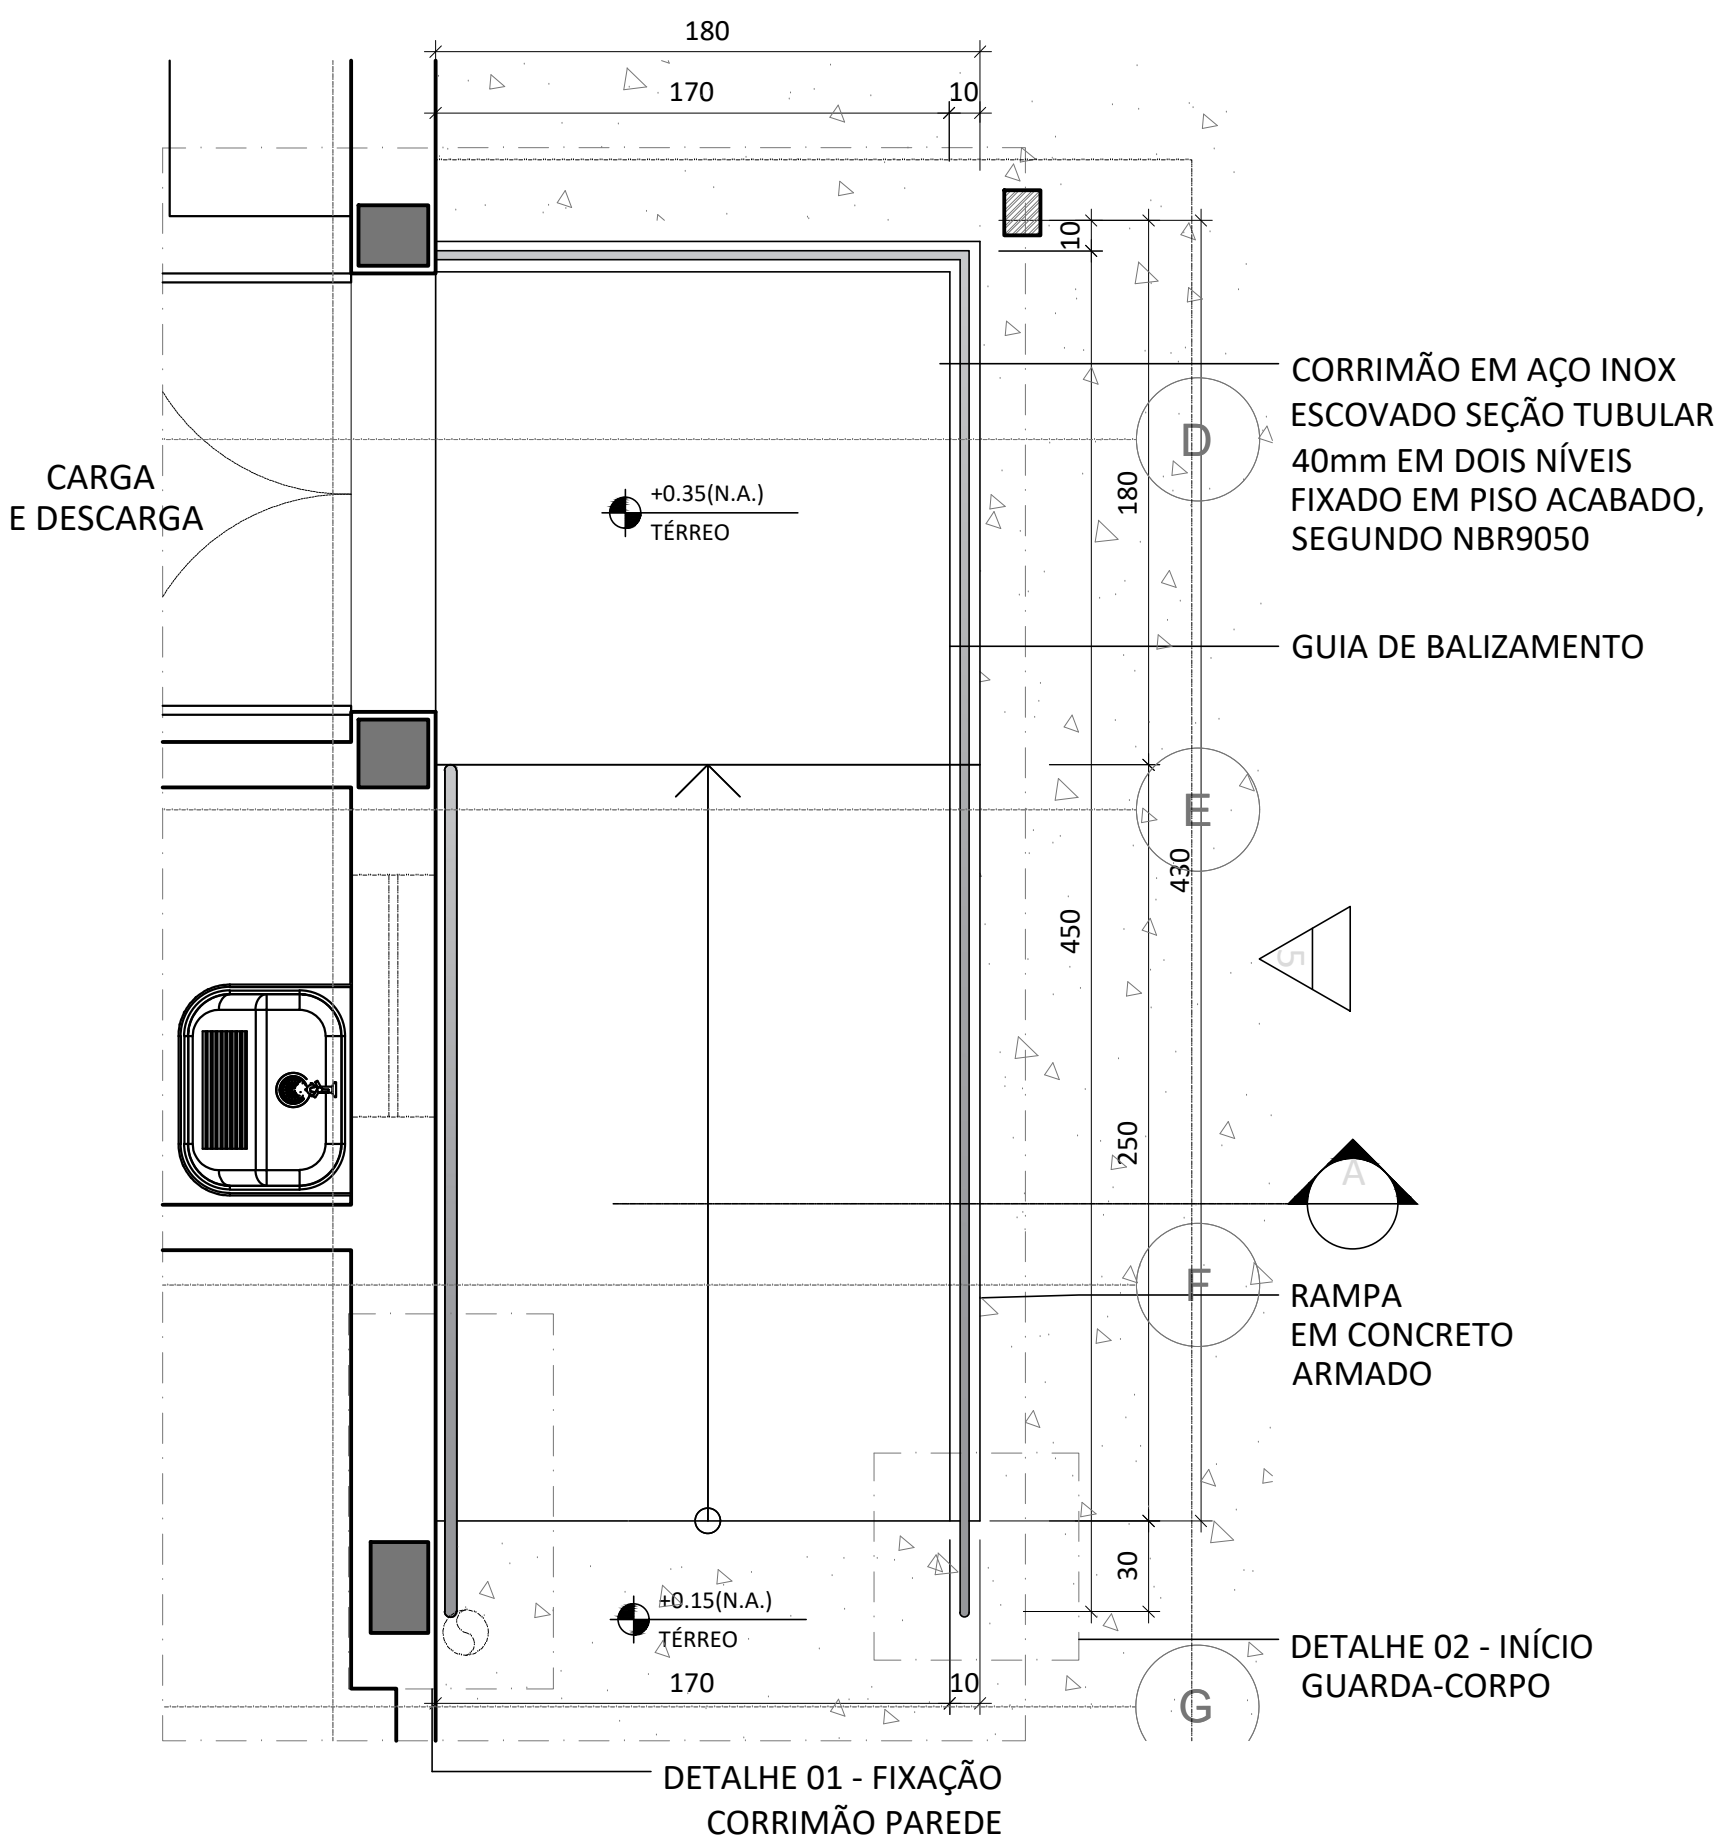 180
170
10
10
CORRIMÃO EM AÇO INOX
ESCOVADO SEÇÃO TUBULAR
40mm EM DOIS NÍVEIS
FIXADO EM PISO ACABADO,
SEGUNDO NBR9050
D
CARGA
E DESCARGA
+0.35(N.A.)
TÉRREO
180
GUIA DE BALIZAMENTO
E
430
450
5
250
A
F
RAMPA
EM CONCRETO
ARMADO
30
+0.15(N.A.)
TÉRREO
DETALHE 02 - INÍCIO
GUARDA-CORPO
170
10
G
DETALHE 01 - FIXAÇÃO
CORRIMÃO PAREDE